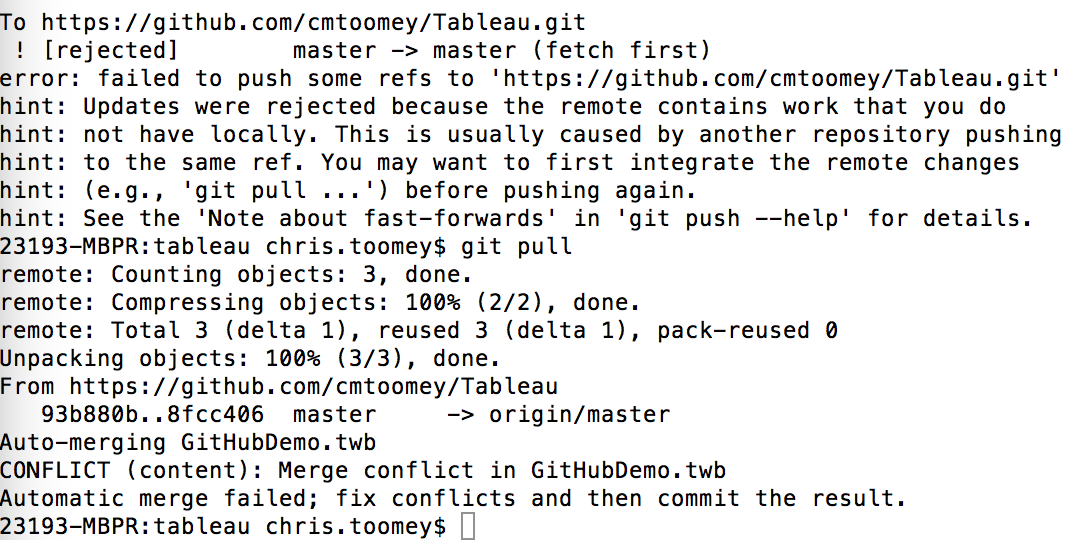 To https://github.com/cmtoomey/Tableau.git
 ! [rejected]        master -> master (fetch first)
error: failed to push some refs to 'https://github.com/cmtoomey/Tableau.git'
hint: Updates were rejected because the remote contains work that you do
hint: not have locally. This is usually caused by another repository pushing
hint: to the same ref. You may want to first integrate the remote changes
hint: (e.g., 'git pull ...') before pushing again.
hint: See the 'Note about fast-forwards' in 'git push --help' for details.
23193-MBPR:tableau chris.toomey$ git pull
remote: Counting objects: 3, done.
remote: Compressing objects: 100% (2/2), done.
remote: Total 3 (delta 1), reused 3 (delta 1), pack-reused 0
Unpacking objects: 100% (3/3), done.
From https://github.com/cmtoomey/Tableau
   93b880b..8fcc406  master     -> origin/master
Auto-merging GitHubDemo.twb
CONFLICT (content): Merge conflict in GitHubDemo.twb
Automatic merge failed; fix conflicts and then commit the result.
23193-MBPR:tableau chris.toomey$